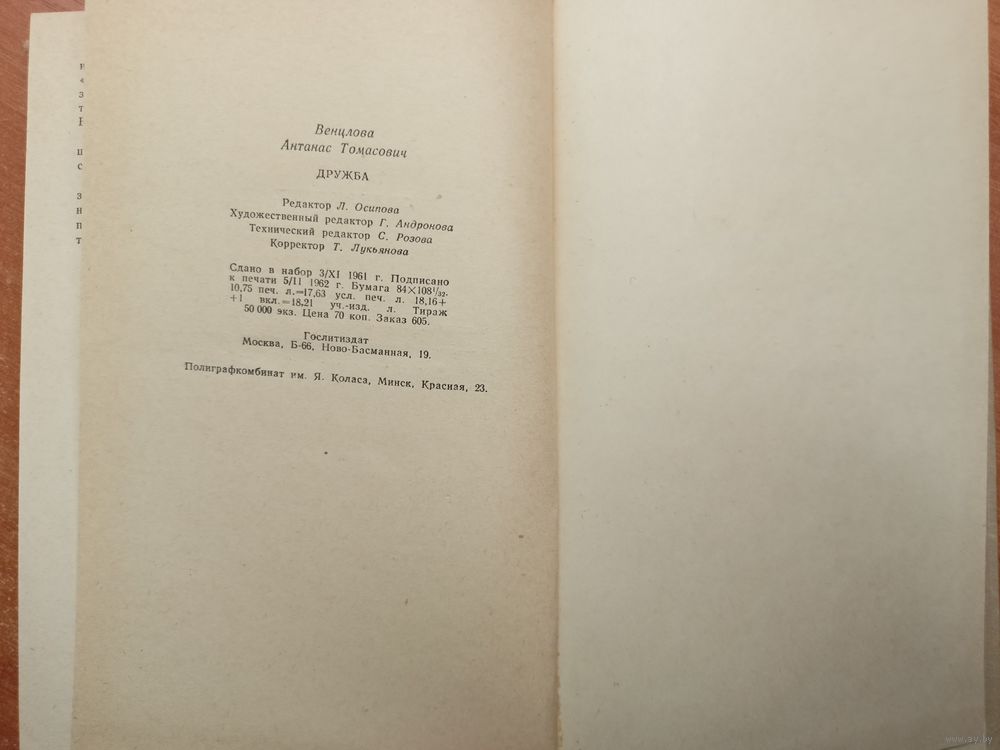 Венцлова
Антанас Томасович
ДРУЖБА
Редактор Л. Осипова
Художественный редактор Г. Андронова
Технический редактор С. Розова
Корректор Т. Лукьянова
Сдано в набор 3/XI 1961 г. Подписано
к печати 5/II 1962 г. Бумага 84×108¹/₃₂.
10,75 печ. л.=17,63 усл. печ. л. 18,16+
+1 вкл.=18,21 уч.-изд. л. Тираж
50 000 экз. Цена 70 коп. Заказ 605.
Гослитиздат
Москва, Б-66, Ново-Басманная, 19.
Полиграфкомбинат им. Я. Коласа, Минск, Красная, 23.
www.ay.by